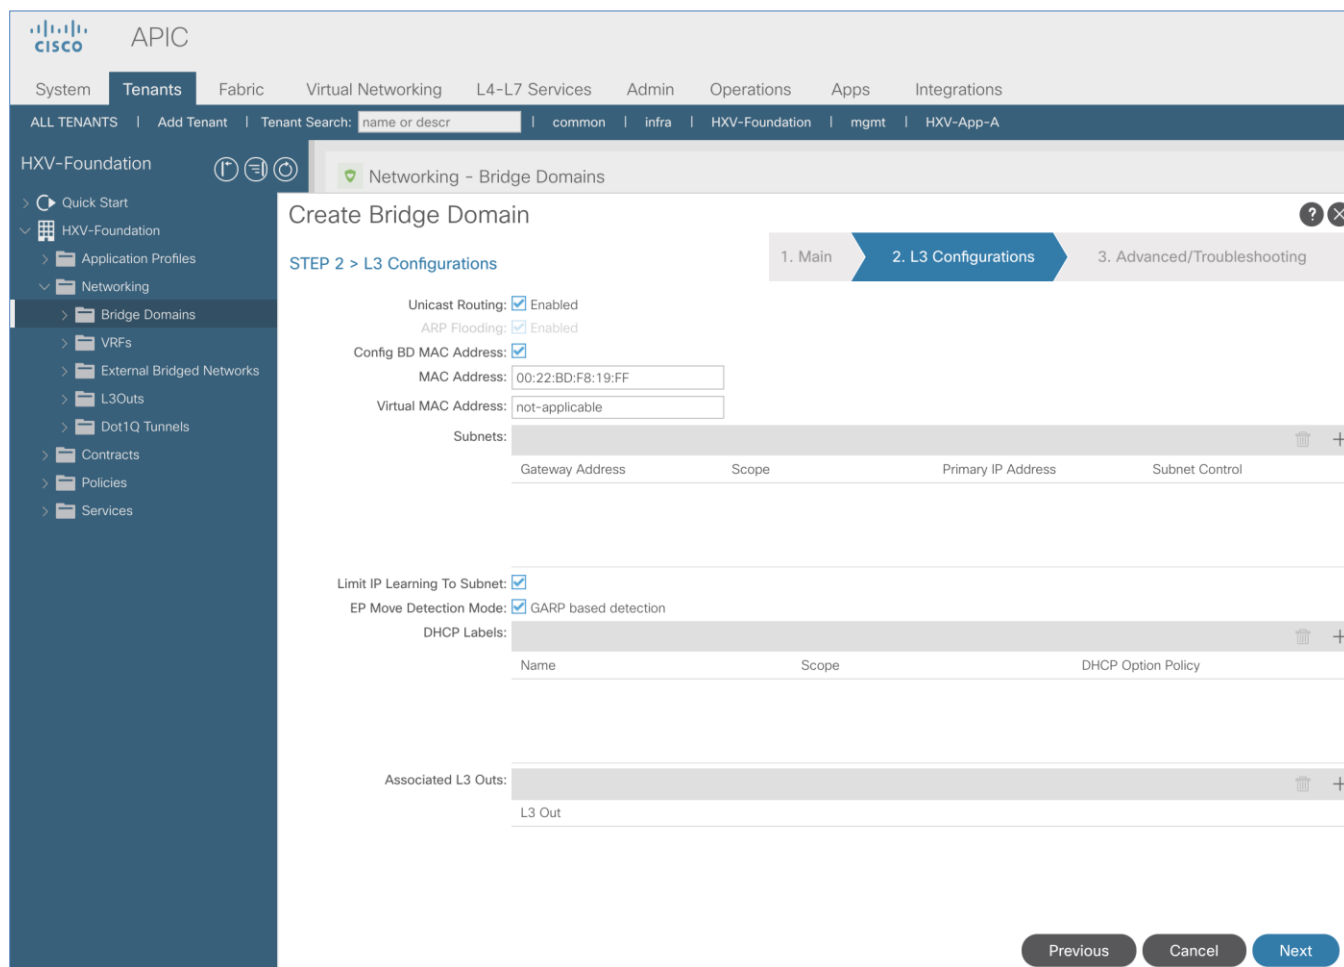 CISCO APIC
System Tenants Fabric Virtual Networking L4-L7 Services Admin Operations Apps Integrations
ALL TENANTS | Add Tenant | Tenant Search: name or descr | common | infra | HXV-Foundation | mgmt | HXV-App-A
HXV-Foundation
Quick Start
HXV-Foundation
Application Profiles
Networking
Bridge Domains
VRFs
External Bridged Networks
L3Outs
Dot1Q Tunnels
Contracts
Policies
Services
Networking - Bridge Domains
Create Bridge Domain
?
STEP 2 > L3 Configurations
1. Main 2. L3 Configurations 3. Advanced/Troubleshooting
Unicast Routing: Enabled
ARP Flooding: Enabled
Config BD MAC Address:
MAC Address: 00:22:BD:F8:19:FF
Virtual MAC Address: not-applicable
Subnets:
Gateway Address Scope Primary IP Address Subnet Control
Limit IP Learning To Subnet:
EP Move Detection Mode: GARP based detection
DHCP Labels:
Name Scope DHCP Option Policy
Associated L3 Outs:
L3 Out
Previous Cancel Next